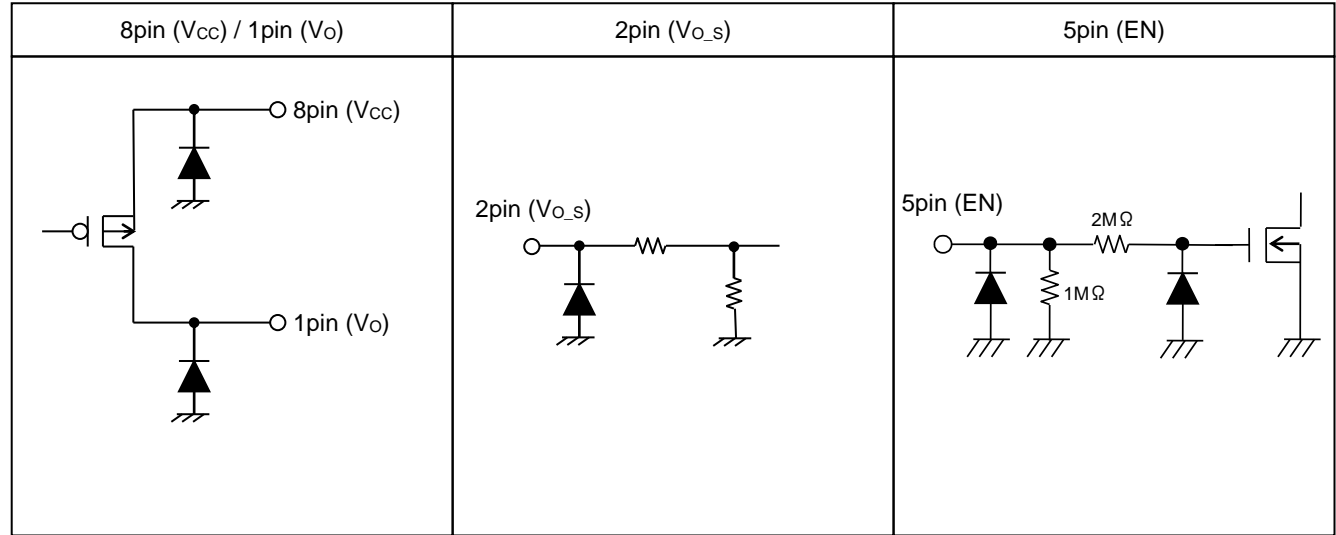 8pin (VCC) / 1pin (VO)
2pin (VO_S)
5pin (EN)
8pin (VCC)
1pin (VO)
2pin (VO_S)
5pin (EN)
2MΩ
1MΩ